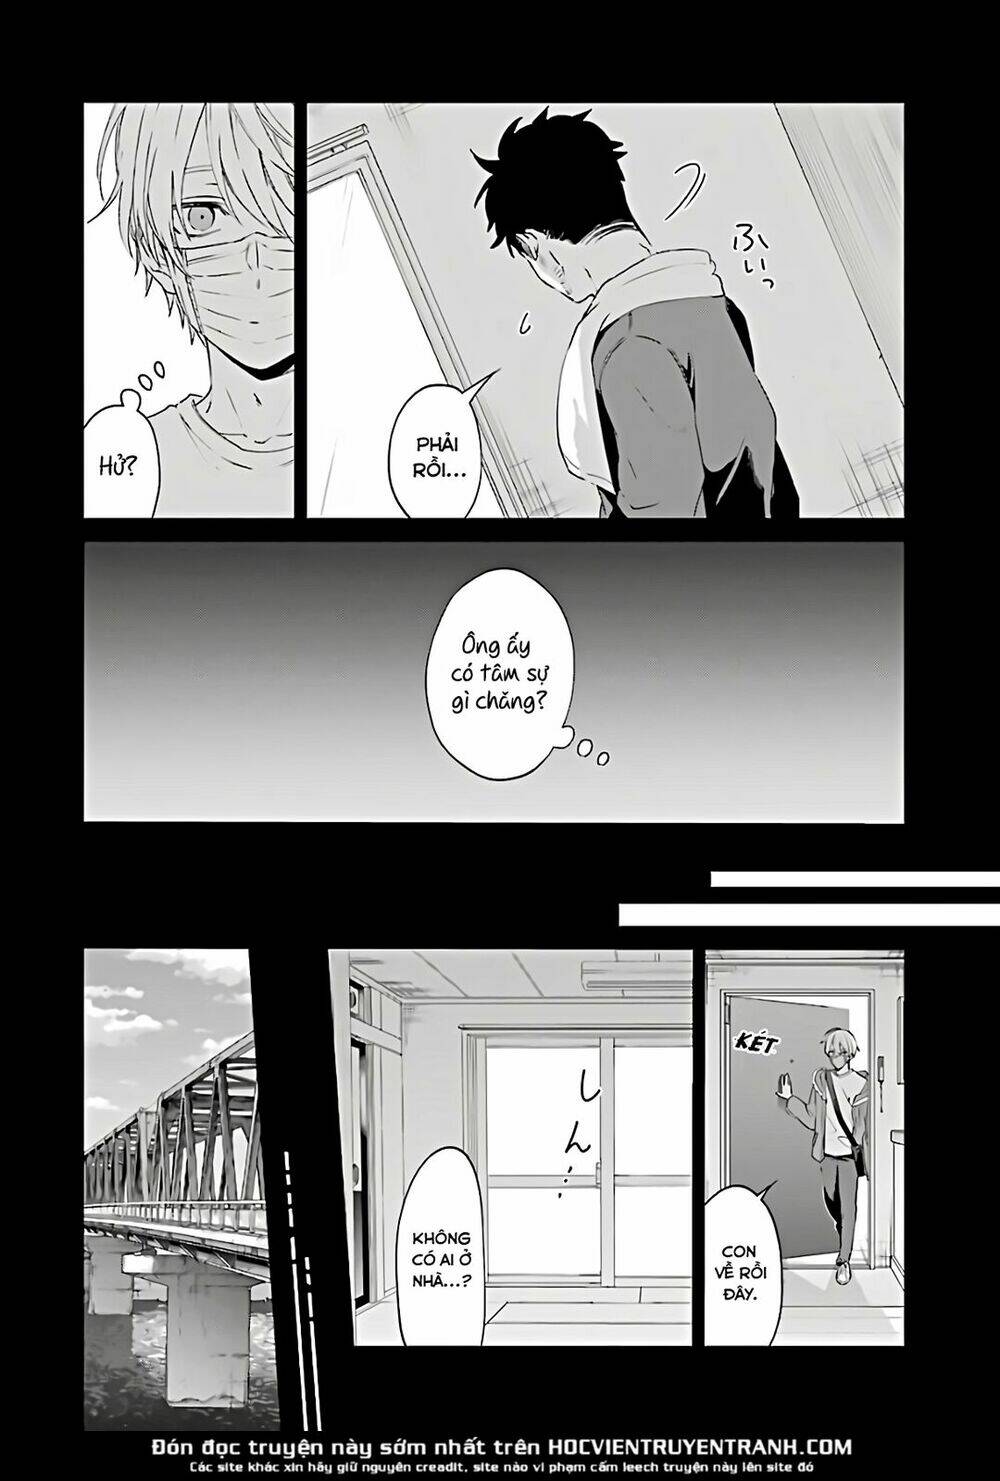 ふいっ
PHẢI
RỒI...
HỬ?
Ông ấy
có tâm sự
gì chăng?
KÉT
CON
VỀ RỒI
ĐÂY.
しん...
KHÔNG
CÓ AI Ở
NHÀ...?
Đón đọc truyện này sớm nhất trên HOCVIENTRUYENTRANH.COM
Các site khác xin hãy giữ nguyên creadit, site nào vi phạm cấm leech truyện này lên site đó